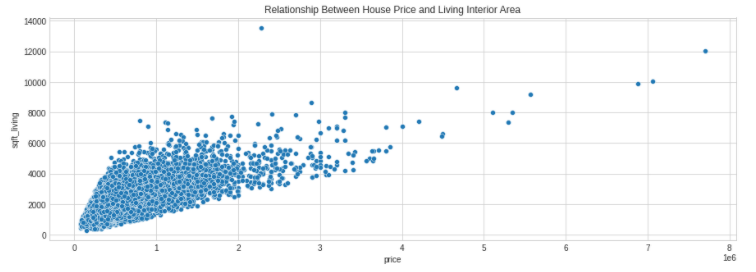 Relationship Between House Price and Living Interior Area
14000
12000
10000
8000
6000
4000
2000
0
sqft_living
0 1 2 3 4 5 6 7 8
1e6
price